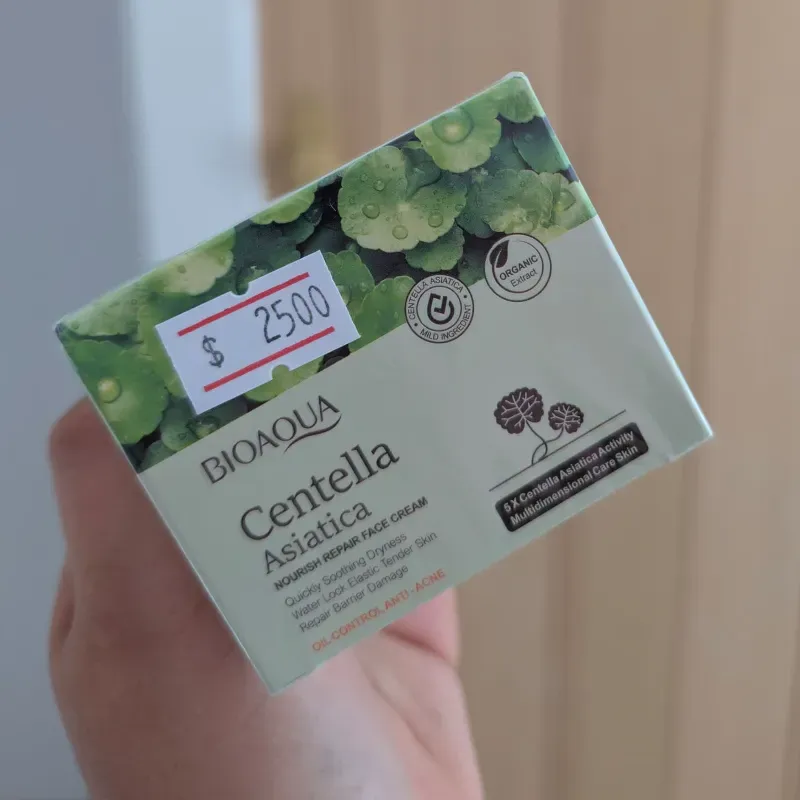 $ 2500
CENTELLA ASIATICA
MILD INGREDIENT
ORGANIC
Extract
BIOAQUA
Centella
Asiatica
NOURISH REPAIR FACE CREAM
Quickly Soothing Dryness
Water Lock Elastic Tender Skin
Repair Barrier Damage
OIL-CONTROL ANTI-ACNE
5 X Centella Asiatica Activity
Multidimensional Care Skin